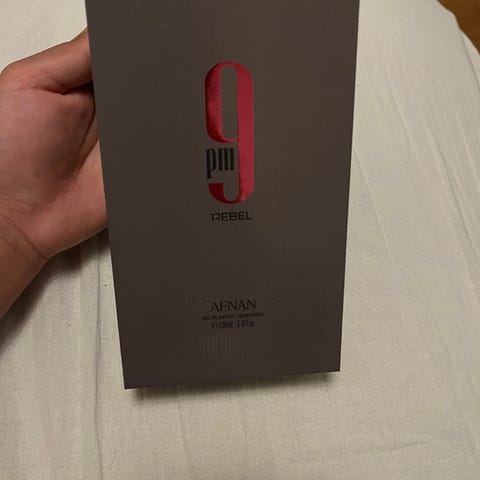 9
pm
REBEL
AFNAN
eau de parfum vaporisateur
℮100ml 3.4Fl.oz.